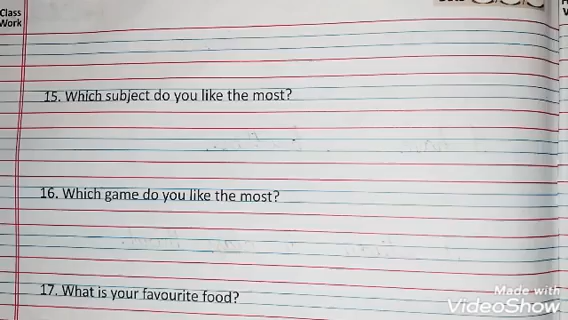 Class
Work
15. Which subject do you like the most?
16. Which game do you like the most?
17. What is your favourite food?
Made with
VideoShow